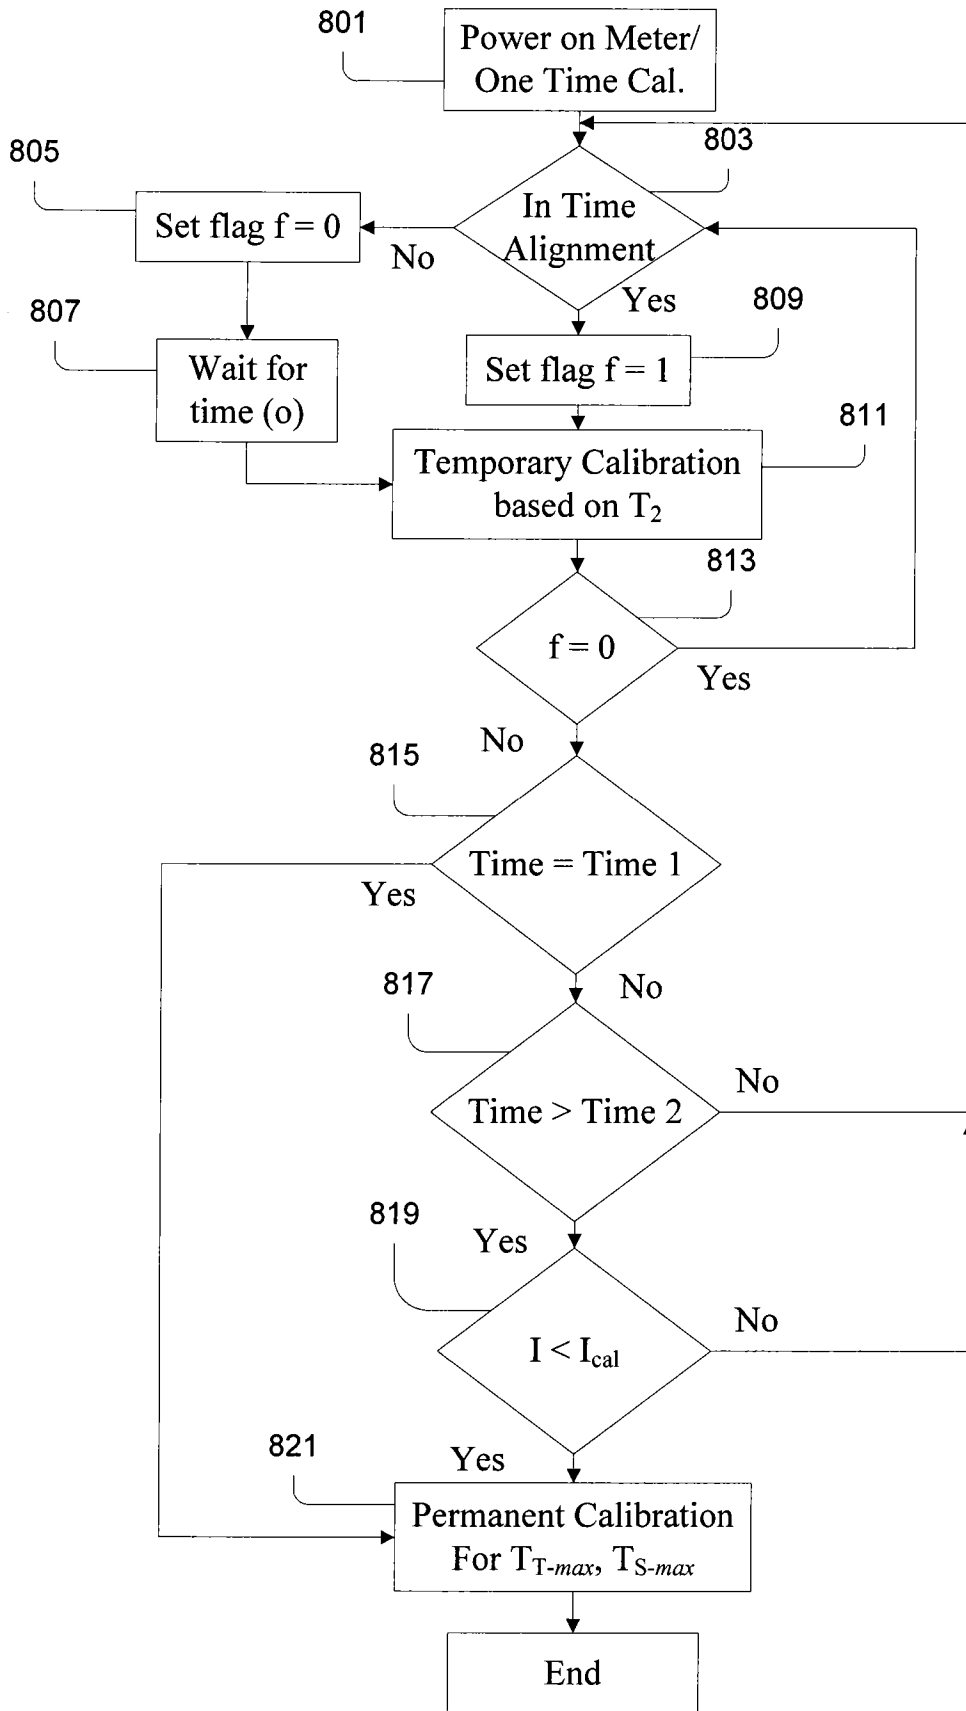 801
Power on Meter/
One Time Cal.
803
In Time
Alignment
805
Set flag f = 0
No
Yes
807
Wait for
time (o)
809
Set flag f = 1
811
Temporary Calibration
based on T₂
813
f = 0
Yes
No
815
Time = Time 1
Yes
No
817
Time > Time 2
No
Yes
819
I < Ical
No
Yes
821
Permanent Calibration
For TT-max, TS-max
End